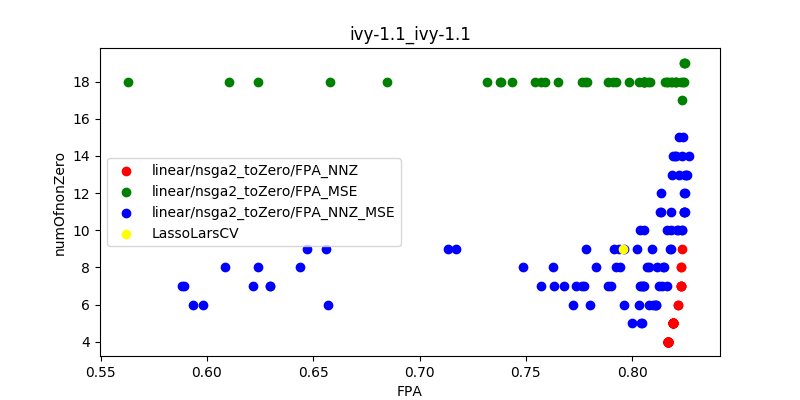 ivy-1.1_ivy-1.1
numOfnonZero
18
16
14
12
10
8
6
4
linear/nsga2_toZero/FPA_NNZ
linear/nsga2_toZero/FPA_MSE
linear/nsga2_toZero/FPA_NNZ_MSE
LassoLarsCV
0.55 0.60 0.65 0.70 0.75 0.80
FPA